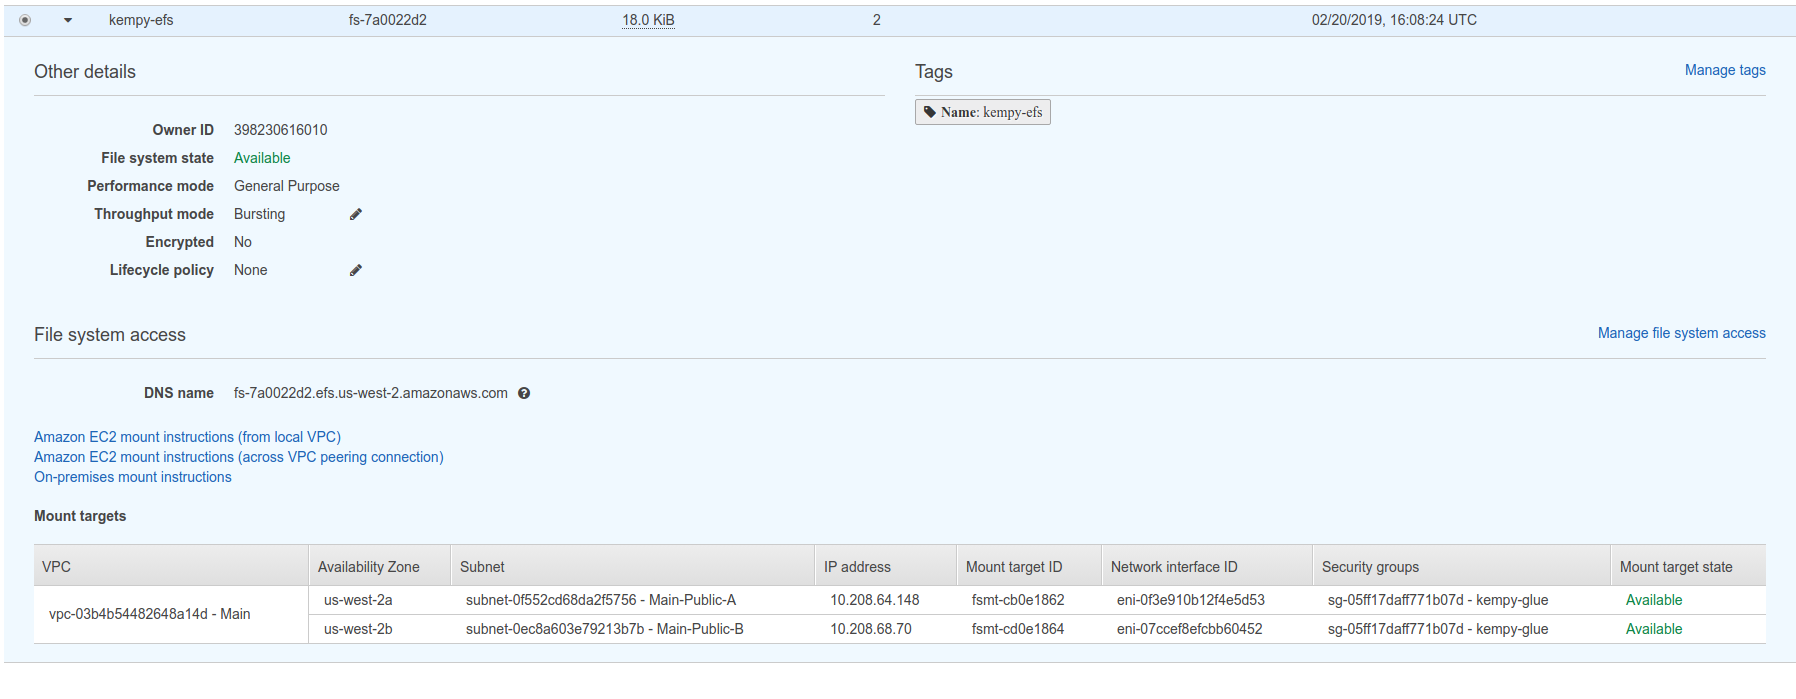 kempy-efs fs-7a0022d2 18.0 KiB 2 02/20/2019, 16:08:24 UTC
Other details
Owner ID 398230616010
File system state Available
Performance mode General Purpose
Throughput mode Bursting
Encrypted No
Lifecycle policy None
Tags Manage tags
Name: kempy-efs
File system access Manage file system access
DNS name fs-7a0022d2.efs.us-west-2.amazonaws.com
Amazon EC2 mount instructions (from local VPC)
Amazon EC2 mount instructions (across VPC peering connection)
On-premises mount instructions
Mount targets
VPC Availability Zone Subnet IP address Mount target ID Network interface ID Security groups Mount target state
vpc-03b4b54482648a14d - Main
us-west-2a subnet-0f552cd68da2f5756 - Main-Public-A 10.208.64.148 fsmt-cb0e1862 eni-0f3e910b12f4e5d53 sg-05ff17daff771b07d - kempy-glue Available
us-west-2b subnet-0ec8a603e79213b7b - Main-Public-B 10.208.68.70 fsmt-cd0e1864 eni-07ccef8efcbb60452 sg-05ff17daff771b07d - kempy-glue Available